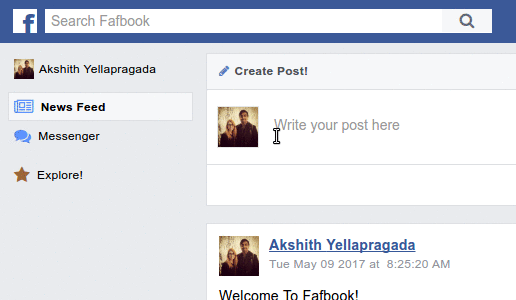 f Search Fafbook
Akshith Yellapragada
News Feed
Messenger
Explore!
Create Post!
Write your post here
Akshith Yellapragada
Tue May 09 2017 at 8:25:20 AM
Welcome To Fafbook!